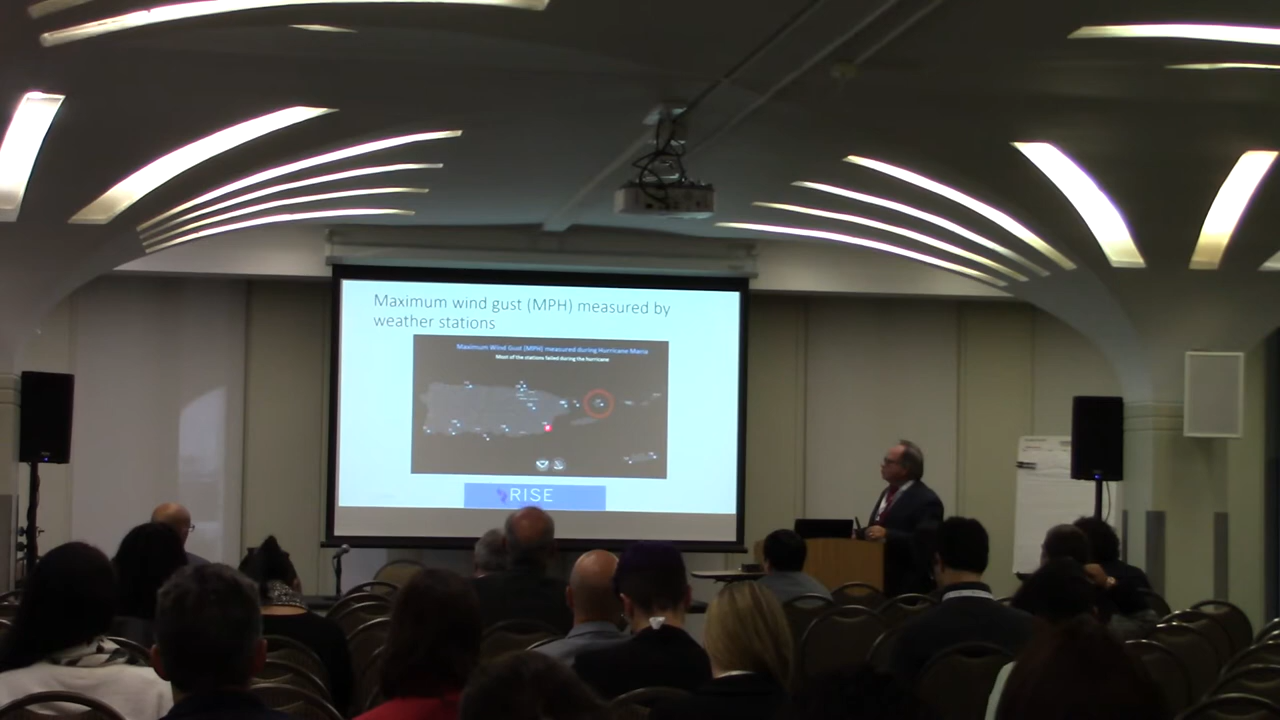 Maximum wind gust (MPH) measured by
weather stations
Maximum Wind Gust [MPH] measured during Hurricane Maria
Most of the stations failed during the hurricane
RISE